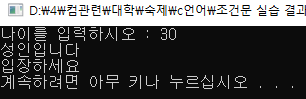 D:\4\컴관련\대학\숙제\c언어\조건문 실습 결과
나이를 입력하시오 : 30
성인입니다
입장하세요
계속하려면 아무 키나 누르십시오 . . .